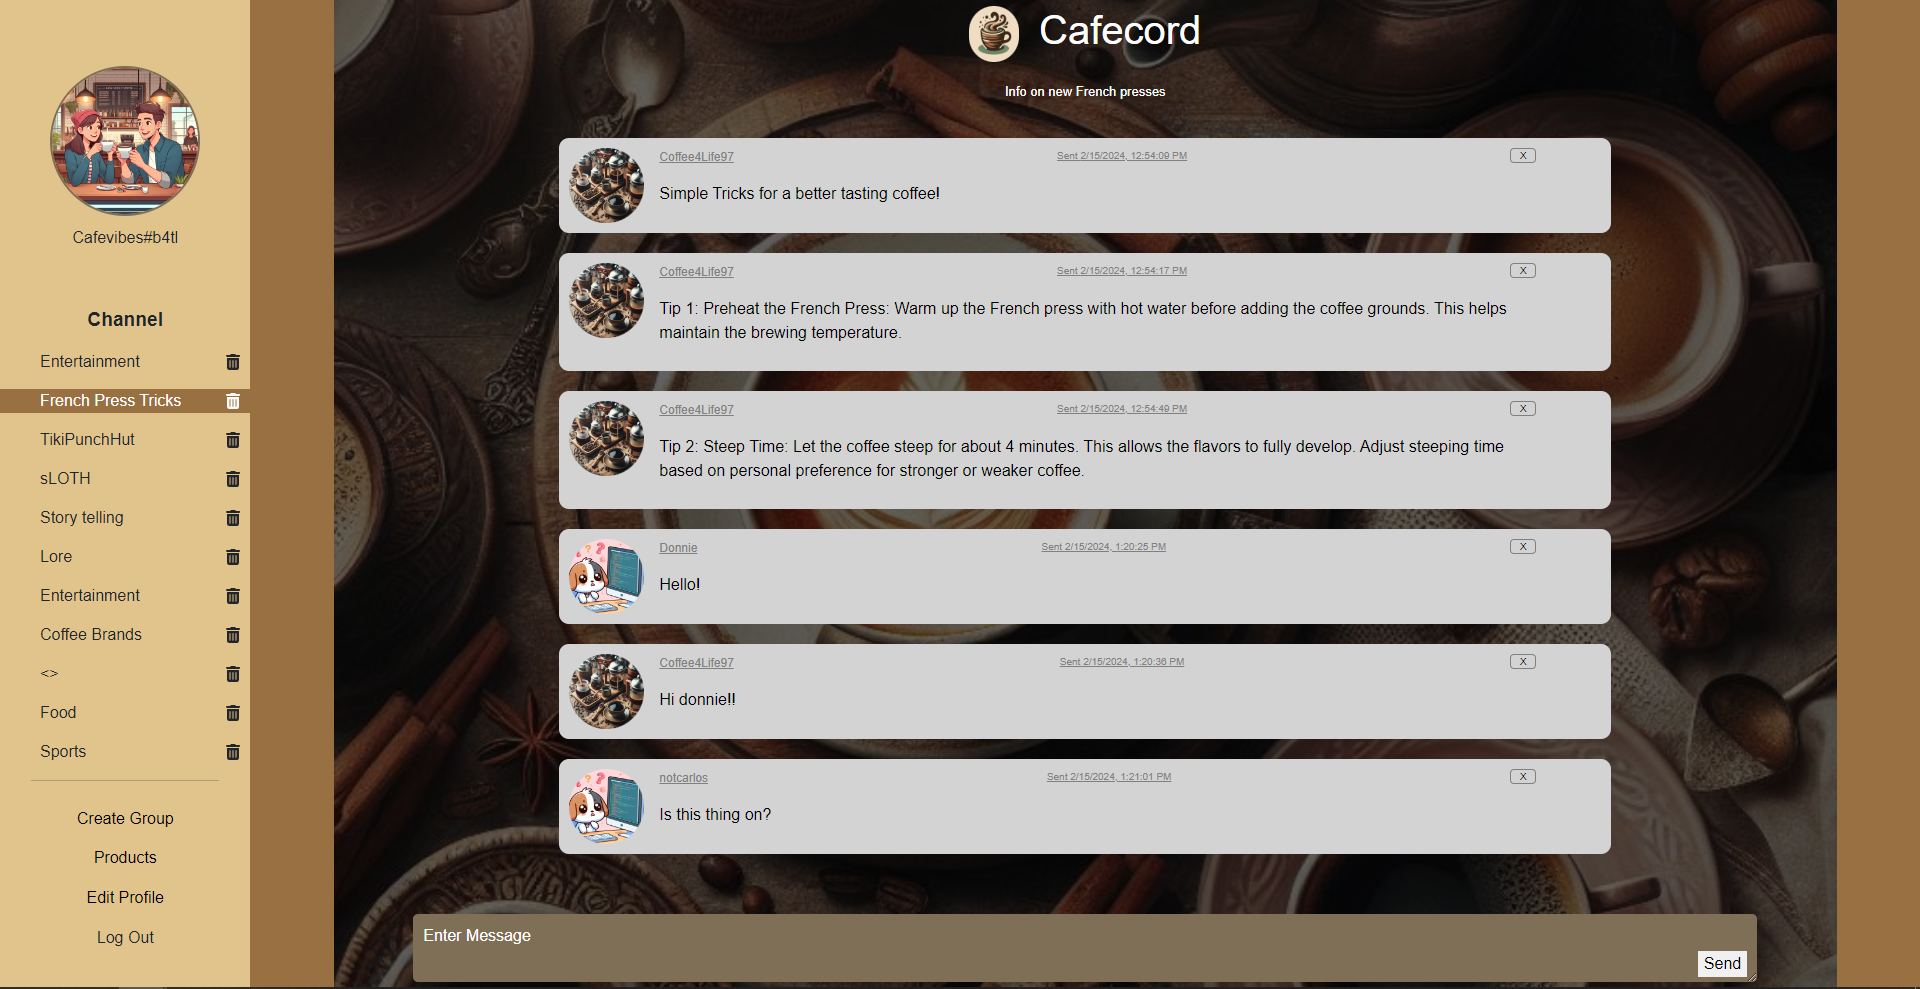 Cafevibes#b4tl
Channel
Entertainment
French Press Tricks
TikiPunchHut
sLOTH
Story telling
Lore
Entertainment
Coffee Brands
<>
Food
Sports
Create Group
Products
Edit Profile
Log Out
Cafecord
Info on new French presses
Coffee4Life97 Sent 2/15/2024, 12:54:09 PM X
Simple Tricks for a better tasting coffee!
Coffee4Life97 Sent 2/15/2024, 12:54:17 PM X
Tip 1: Preheat the French Press: Warm up the French press with hot water before adding the coffee grounds. This helps
maintain the brewing temperature.
Coffee4Life97 Sent 2/15/2024, 12:54:49 PM X
Tip 2: Steep Time: Let the coffee steep for about 4 minutes. This allows the flavors to fully develop. Adjust steeping time
based on personal preference for stronger or weaker coffee.
Donnie Sent 2/15/2024, 1:20:25 PM X
Hello!
Coffee4Life97 Sent 2/15/2024, 1:20:36 PM X
Hi donnie!!
notcarlos Sent 2/15/2024, 1:21:01 PM X
Is this thing on?
Enter Message
Send